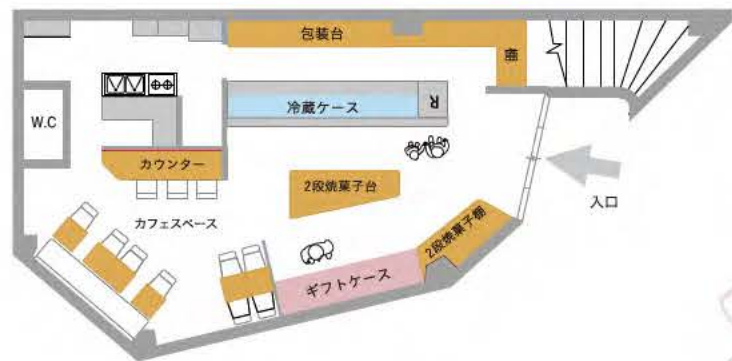 包装台
棚
W.C
冷蔵ケース
R
カウンター
2段焼菓子台
入口
カフェスペース
2段焼菓子棚
ギフトケース